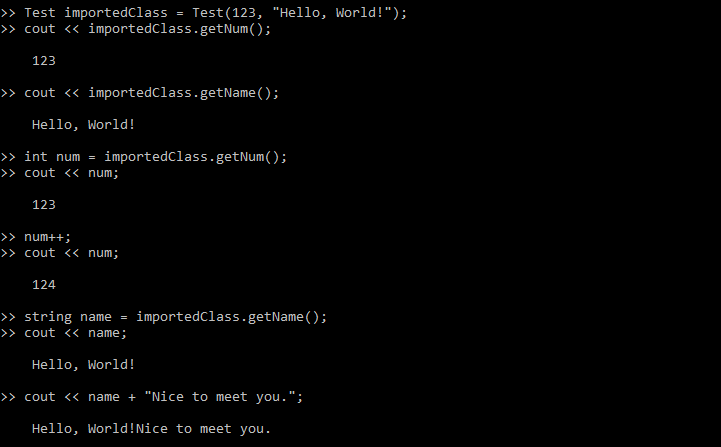 >> Test importedClass = Test(123, "Hello, World!");
>> cout << importedClass.getNum();
123
>> cout << importedClass.getName();
Hello, World!
>> int num = importedClass.getNum();
>> cout << num;
123
>> num++;
>> cout << num;
124
>> string name = importedClass.getName();
>> cout << name;
Hello, World!
>> cout << name + "Nice to meet you.";
Hello, World!Nice to meet you.